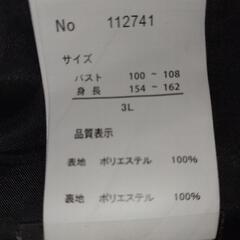 No 112741
サイズ
バスト 100 ~ 108
身長 154 ~ 162
3L
品質表示
表地 ポリエステル 100%
裏地 ポリエステル 100%